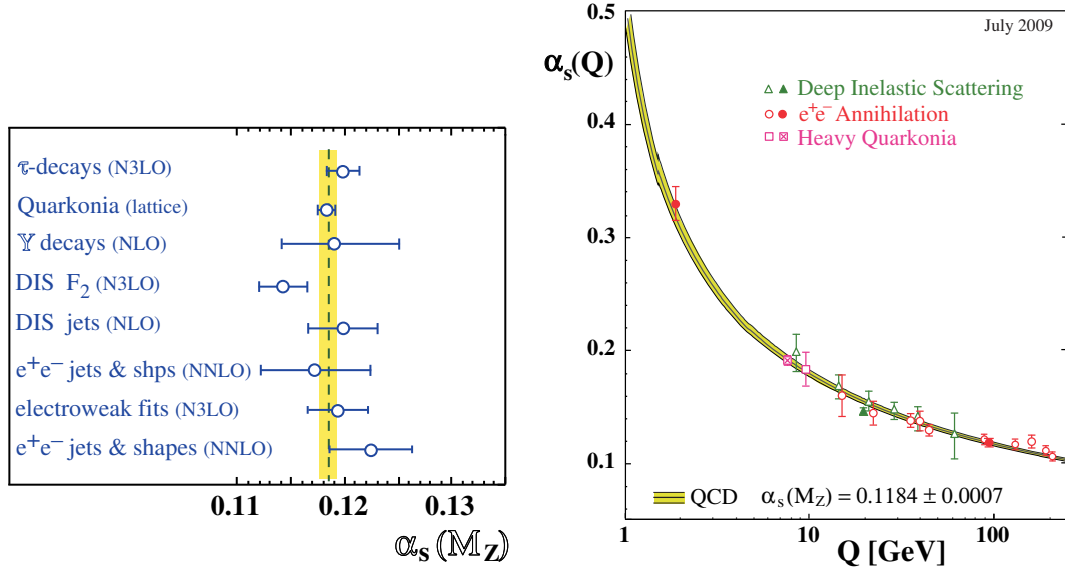 τ-decays (N3LO)
Quarkonia (lattice)
ϒ decays (NLO)
DIS F₂ (N3LO)
DIS jets (NLO)
e⁺e⁻ jets & shps (NNLO)
electroweak fits (N3LO)
e⁺e⁻ jets & shapes (NNLO)
0.11 0.12 0.13
αₛ (M_Z)
0.5
July 2009
αₛ(Q)
Deep Inelastic Scattering
e⁺e⁻ Annihilation
Heavy Quarkonia
0.4
0.3
0.2
0.1
QCD αₛ(M_Z) = 0.1184 ± 0.0007
1 10 100
Q [GeV]